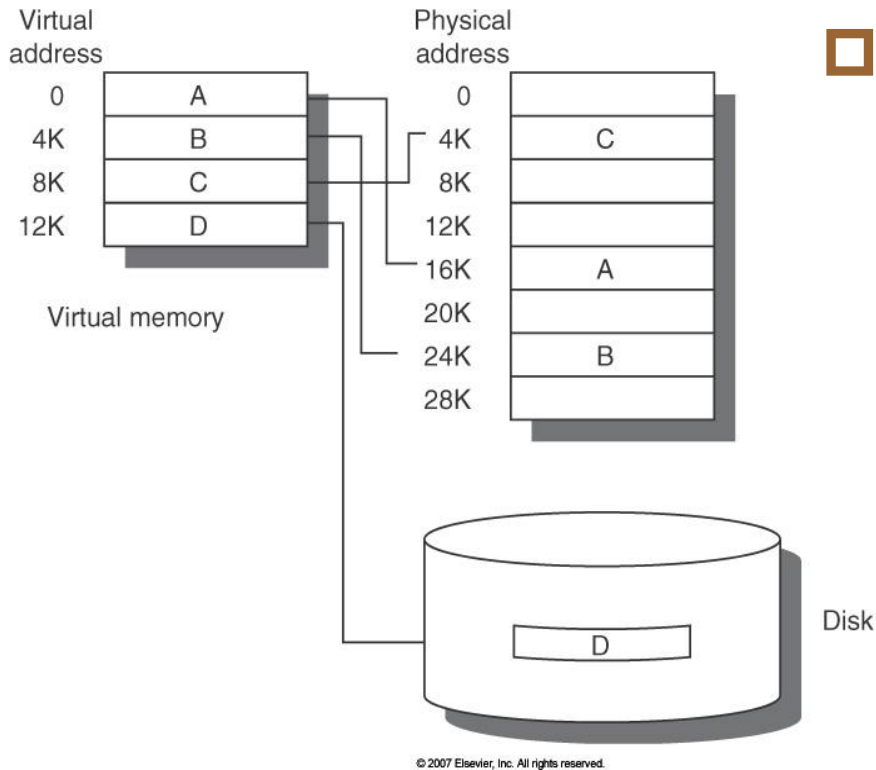 Virtual
address
0
A
4K
B
8K
C
12K
D
Virtual memory
Physical
address
0
4K
C
8K
12K
16K
A
20K
24K
B
28K
D
Disk
© 2007 Elsevier, Inc. All rights reserved.